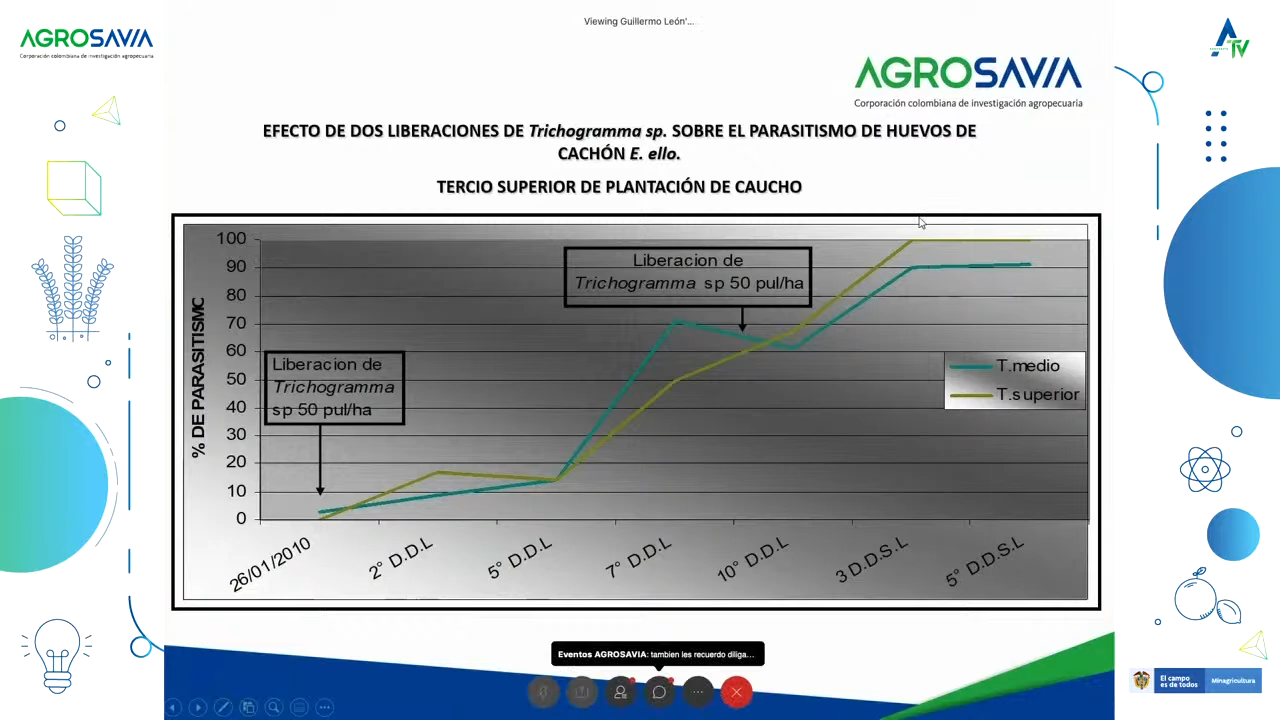 Viewing Guillermo León'...
AGROSAVIA
Corporación colombiana de investigación agropecuaria
TV
AGROSAVIA
Corporación colombiana de investigación agropecuaria
EFECTO DE DOS LIBERACIONES DE Trichogramma sp. SOBRE EL PARASITISMO DE HUEVOS DE
CACHÓN E. ello.
TERCIO SUPERIOR DE PLANTACIÓN DE CAUCHO
% DE PARASITISMC
100
90
80
70
60
50
40
30
20
10
0
Liberacion de
Trichogramma
sp 50 pul/ha
Liberacion de
Trichogramma sp 50 pul/ha
T.medio
T.superior
26/01/2010
2° D.D.L
5° D.D.L
7° D.D.L
10° D.D.L
3 D.D.S.L
5° D.D.S.L
Eventos AGROSAVIA: tambien les recuerdo diliga...
El campo
es de todos
Minagricultura